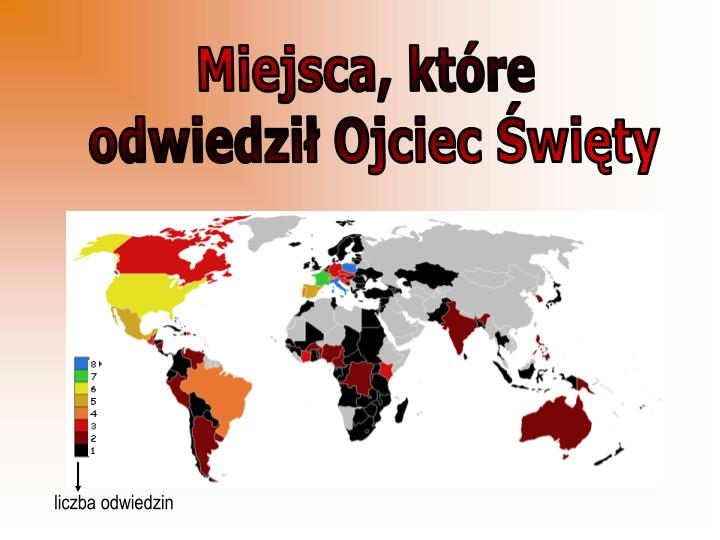 Miejsca, które
odwiedził Ojciec Święty
8+
7
6
5
4
3
2
1
liczba odwiedzin